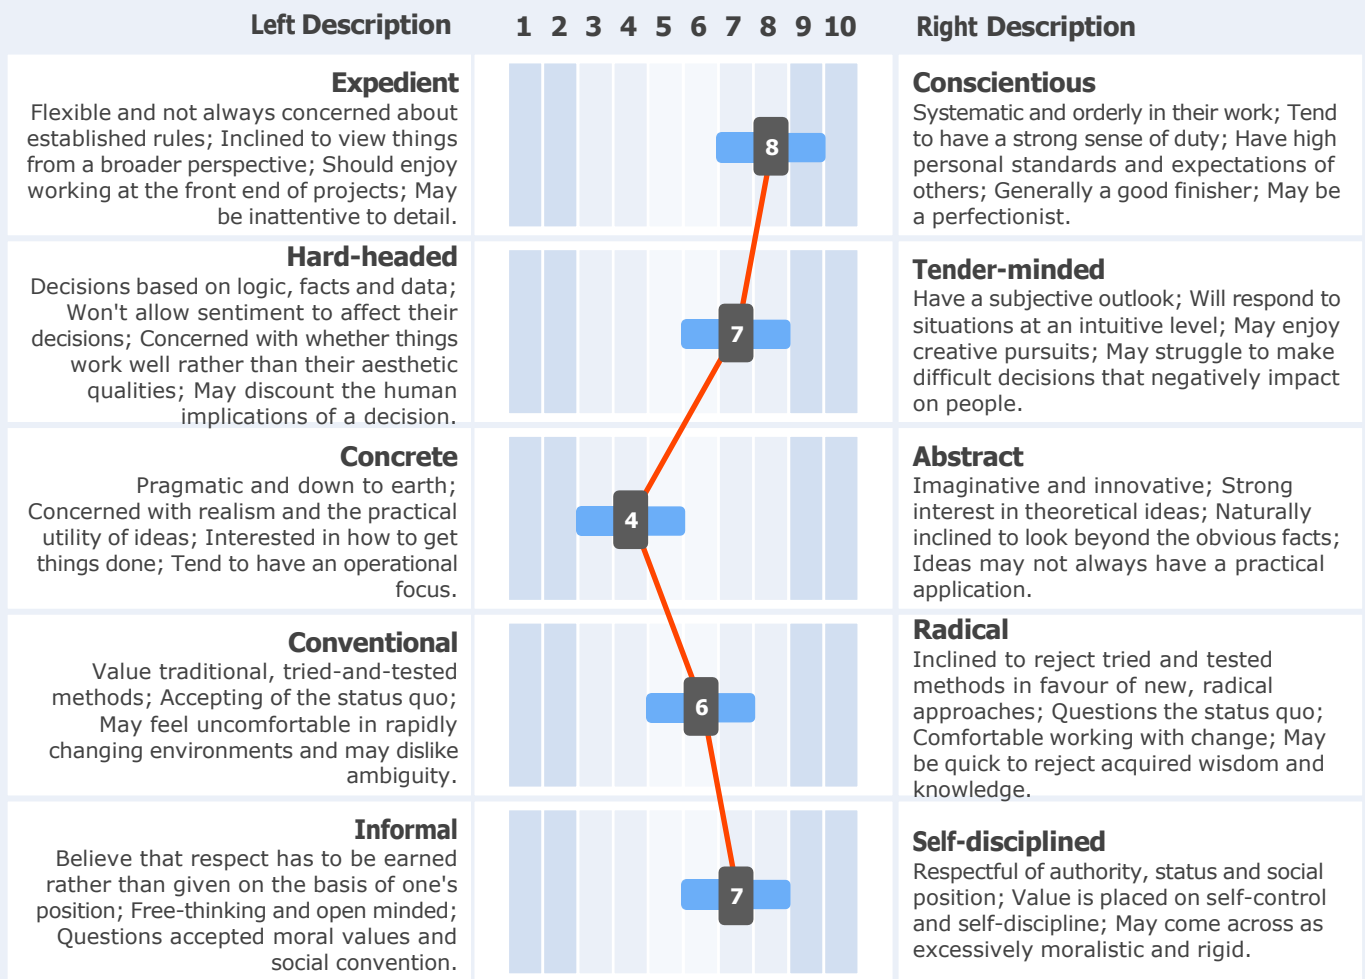 Left Description 1 2 3 4 5 6 7 8 9 10 Right Description
Expedient
Flexible and not always concerned about
established rules; Inclined to view things
from a broader perspective; Should enjoy
working at the front end of projects; May
be inattentive to detail.
8
Conscientious
Systematic and orderly in their work; Tend
to have a strong sense of duty; Have high
personal standards and expectations of
others; Generally a good finisher; May be
a perfectionist.
Hard-headed
Decisions based on logic, facts and data;
Won't allow sentiment to affect their
decisions; Concerned with whether things
work well rather than their aesthetic
qualities; May discount the human
implications of a decision.
7
Tender-minded
Have a subjective outlook; Will respond to
situations at an intuitive level; May enjoy
creative pursuits; May struggle to make
difficult decisions that negatively impact
on people.
Concrete
Pragmatic and down to earth;
Concerned with realism and the practical
utility of ideas; Interested in how to get
things done; Tend to have an operational
focus.
4
Abstract
Imaginative and innovative; Strong
interest in theoretical ideas; Naturally
inclined to look beyond the obvious facts;
Ideas may not always have a practical
application.
Conventional
Value traditional, tried-and-tested
methods; Accepting of the status quo;
May feel uncomfortable in rapidly
changing environments and may dislike
ambiguity.
6
Radical
Inclined to reject tried and tested
methods in favour of new, radical
approaches; Questions the status quo;
Comfortable working with change; May
be quick to reject acquired wisdom and
knowledge.
Informal
Believe that respect has to be earned
rather than given on the basis of one's
position; Free-thinking and open minded;
Questions accepted moral values and
social convention.
7
Self-disciplined
Respectful of authority, status and social
position; Value is placed on self-control
and self-discipline; May come across as
excessively moralistic and rigid.